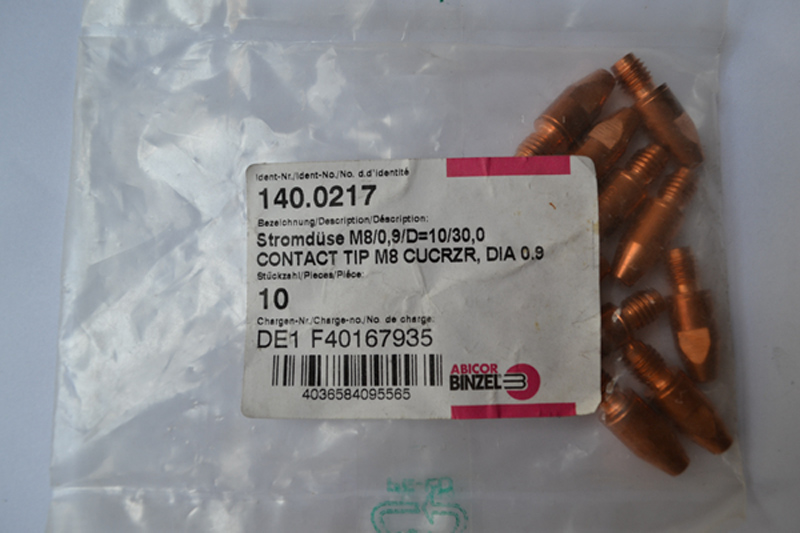 Ident-Nr./Ident-No./No. d.d'identité
140.0217
Bezeichnung/Description/Déscription:
Stromdüse M8/0,9/D=10/30,0
CONTACT TIP M8 CUCRZR, DIA 0.9
Stückzahl/Pieces/Pièce:
10
Chargen-Nr./Charge-no./No. de charge:
DE1 F40167935
4036584095565
ABICOR
BINZEL